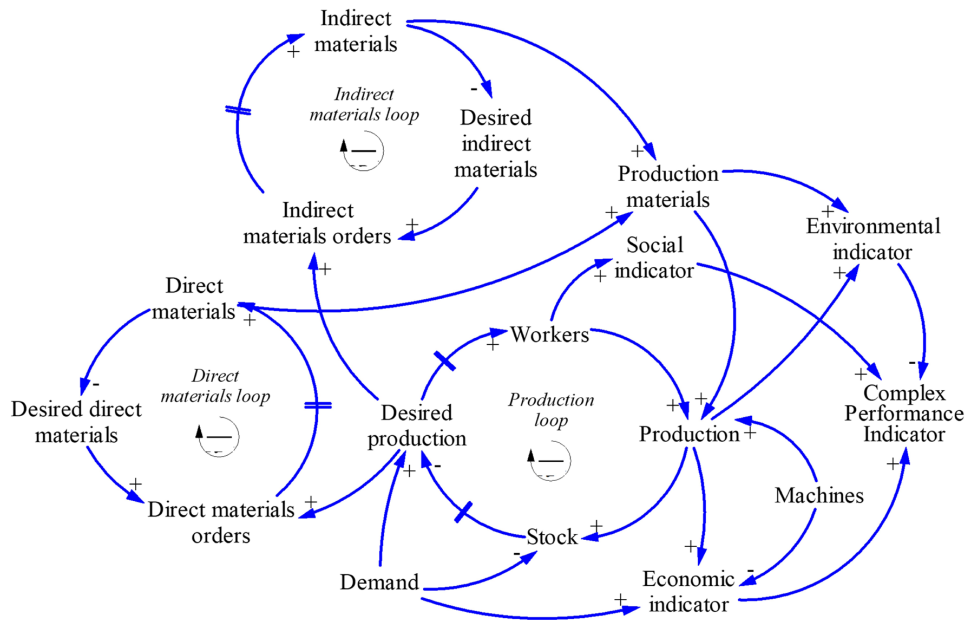 Indirect
materials
+
Indirect
materials loop
-
Desired
indirect
materials
+
Production
materials
+
+
Environmental
indicator
+
+
Indirect
materials orders
+
+
Social
indicator
+
Direct
materials
+
Workers
+
Direct
materials loop
-
Desired direct
materials
Desired
production
Production
loop
+
+
Production
+
+
-
Complex
Performance
Indicator
+
+
-
+
Direct materials
orders
+
Machines
Stock
+
-
Demand
Economic
indicator
+
-
+